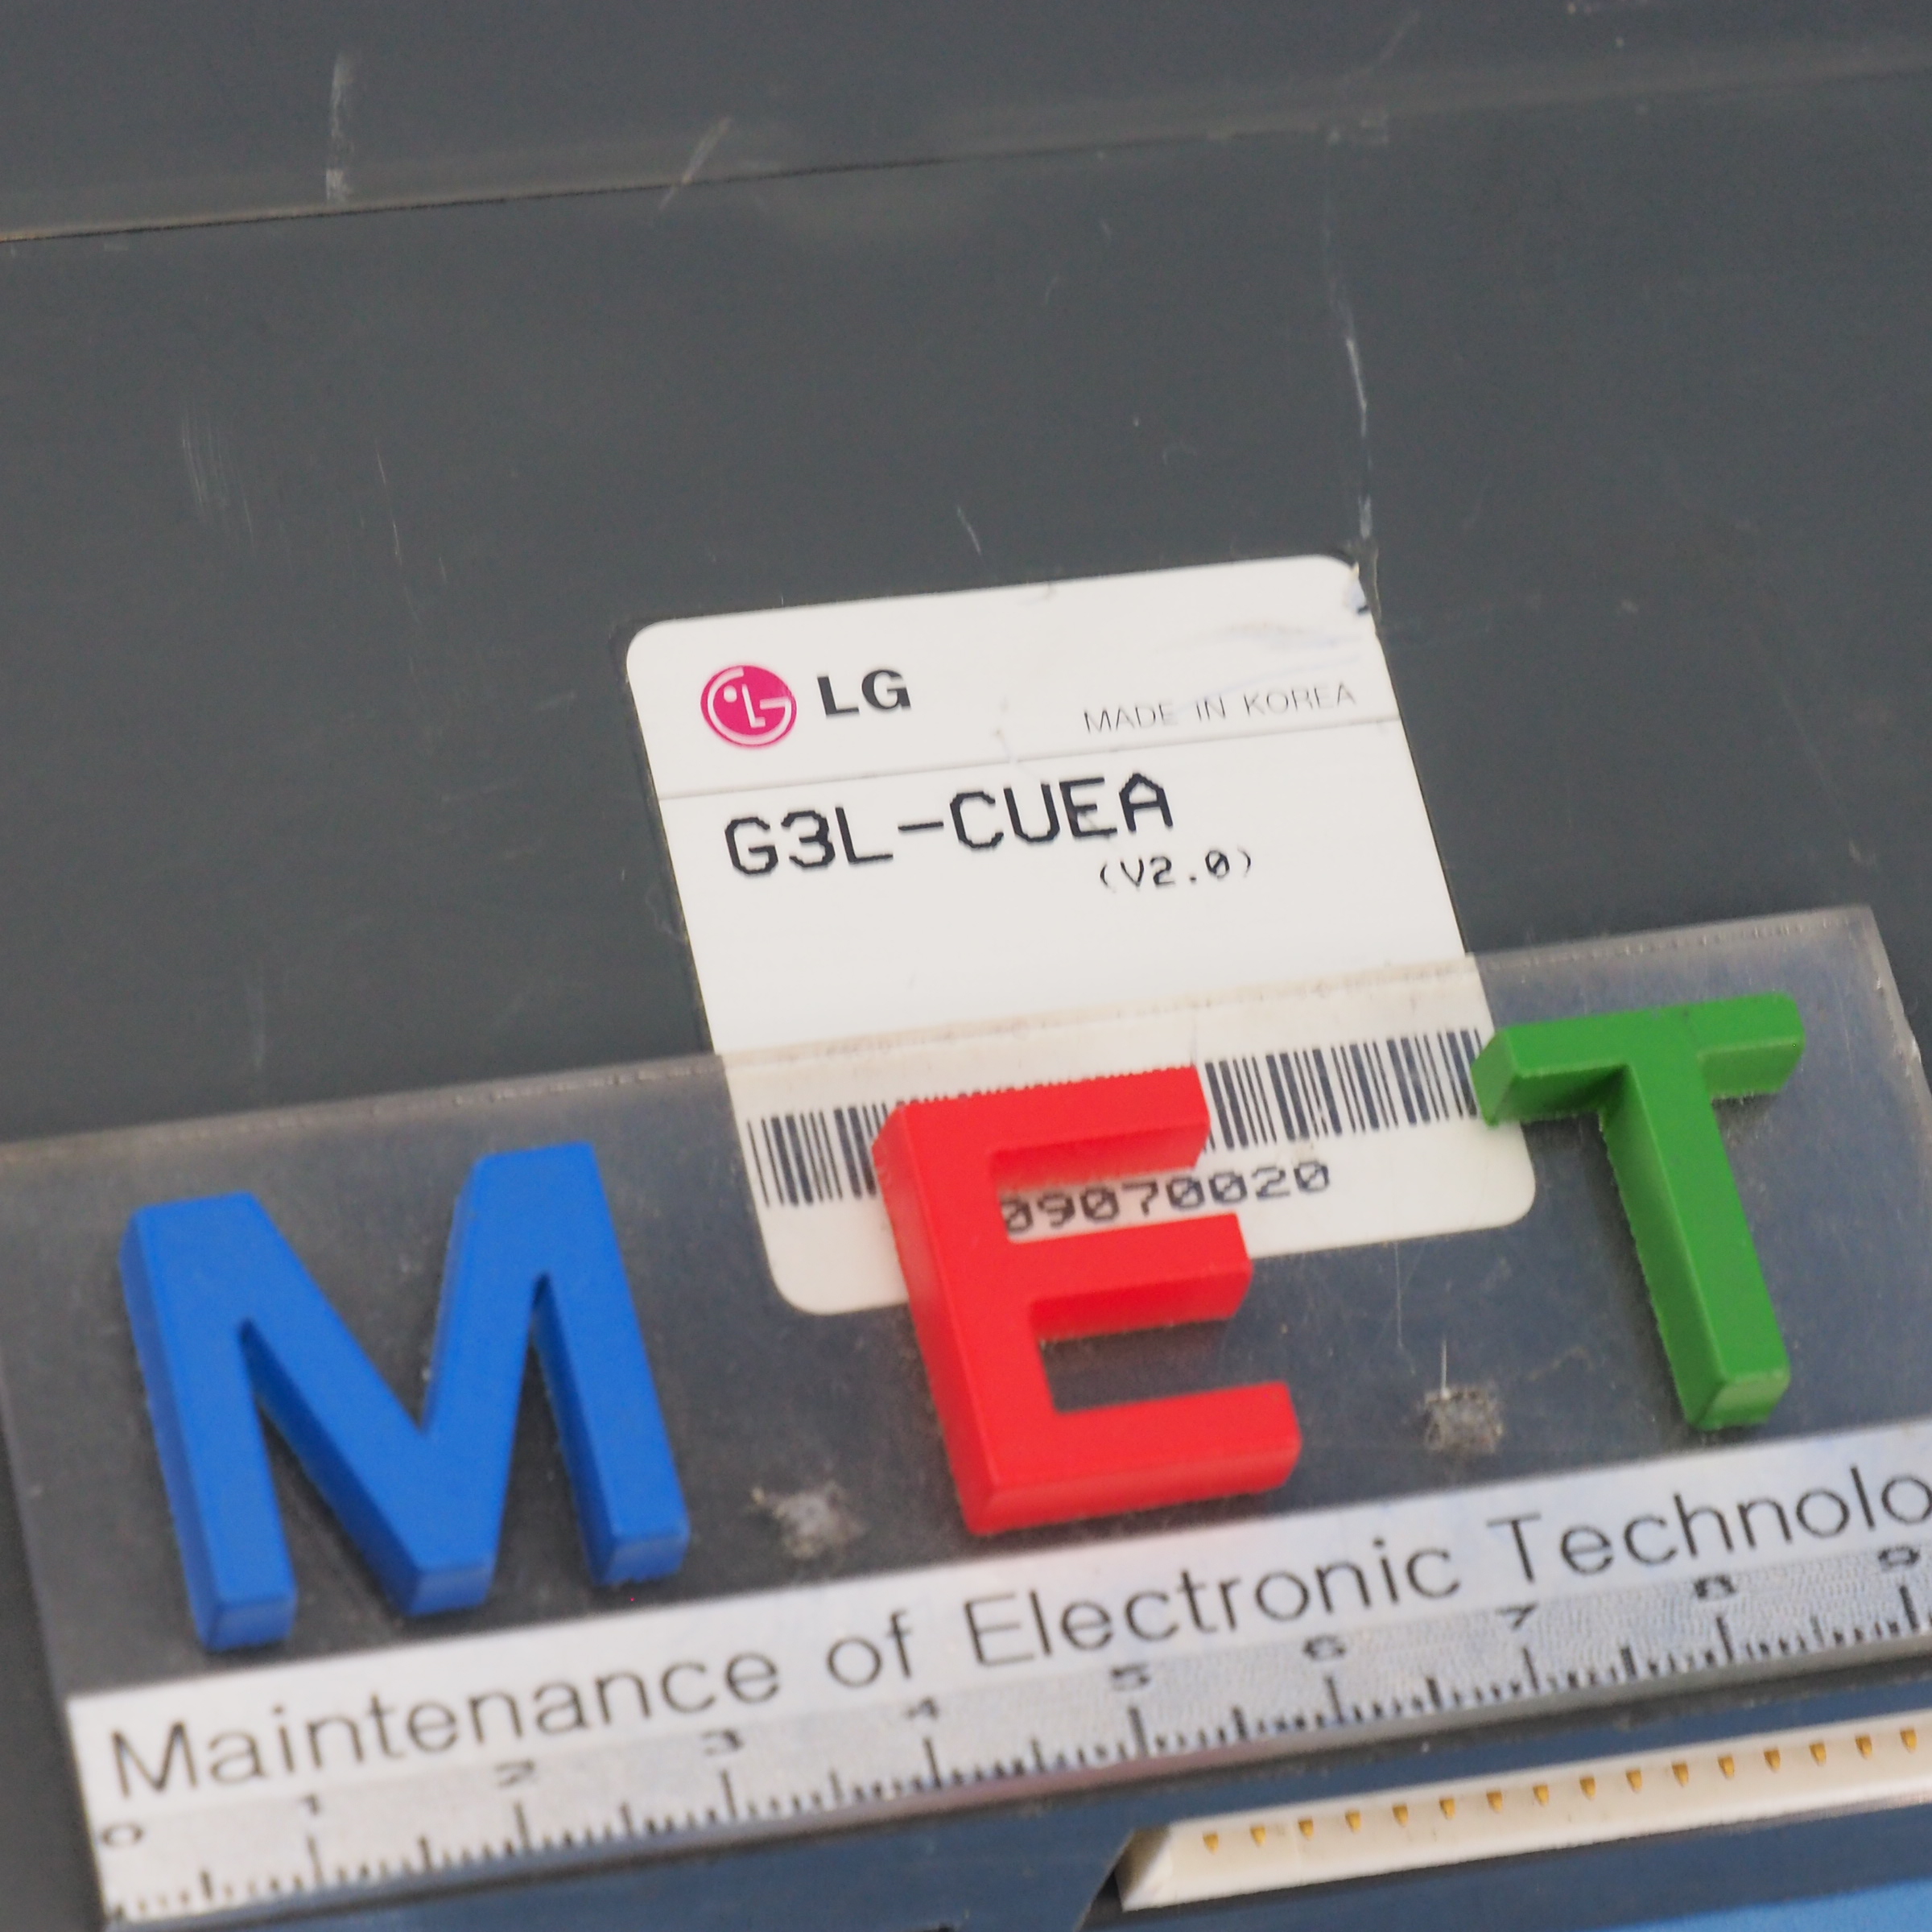 LG
MADE IN KOREA
G3L-CUEA
(V2.0)
09070020
M E T
Maintenance of Electronic Technolo
0 1 2 3 4 5 6 7 8 9